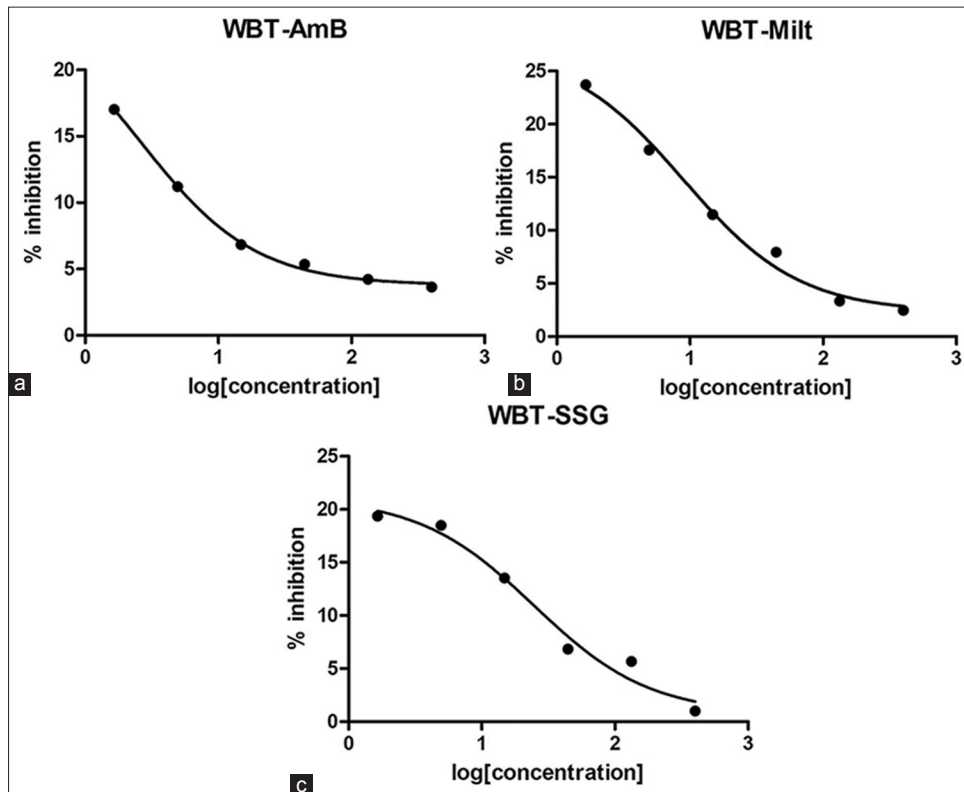 WBT-AmB
% inhibition
20
15
10
5
0
0 1 2 3
log[concentration]
a
WBT-Milt
% inhibition
25
20
15
10
5
0
0 1 2 3
log[concentration]
b
WBT-SSG
% inhibition
25
20
15
10
5
0
0 1 2 3
log[concentration]
c